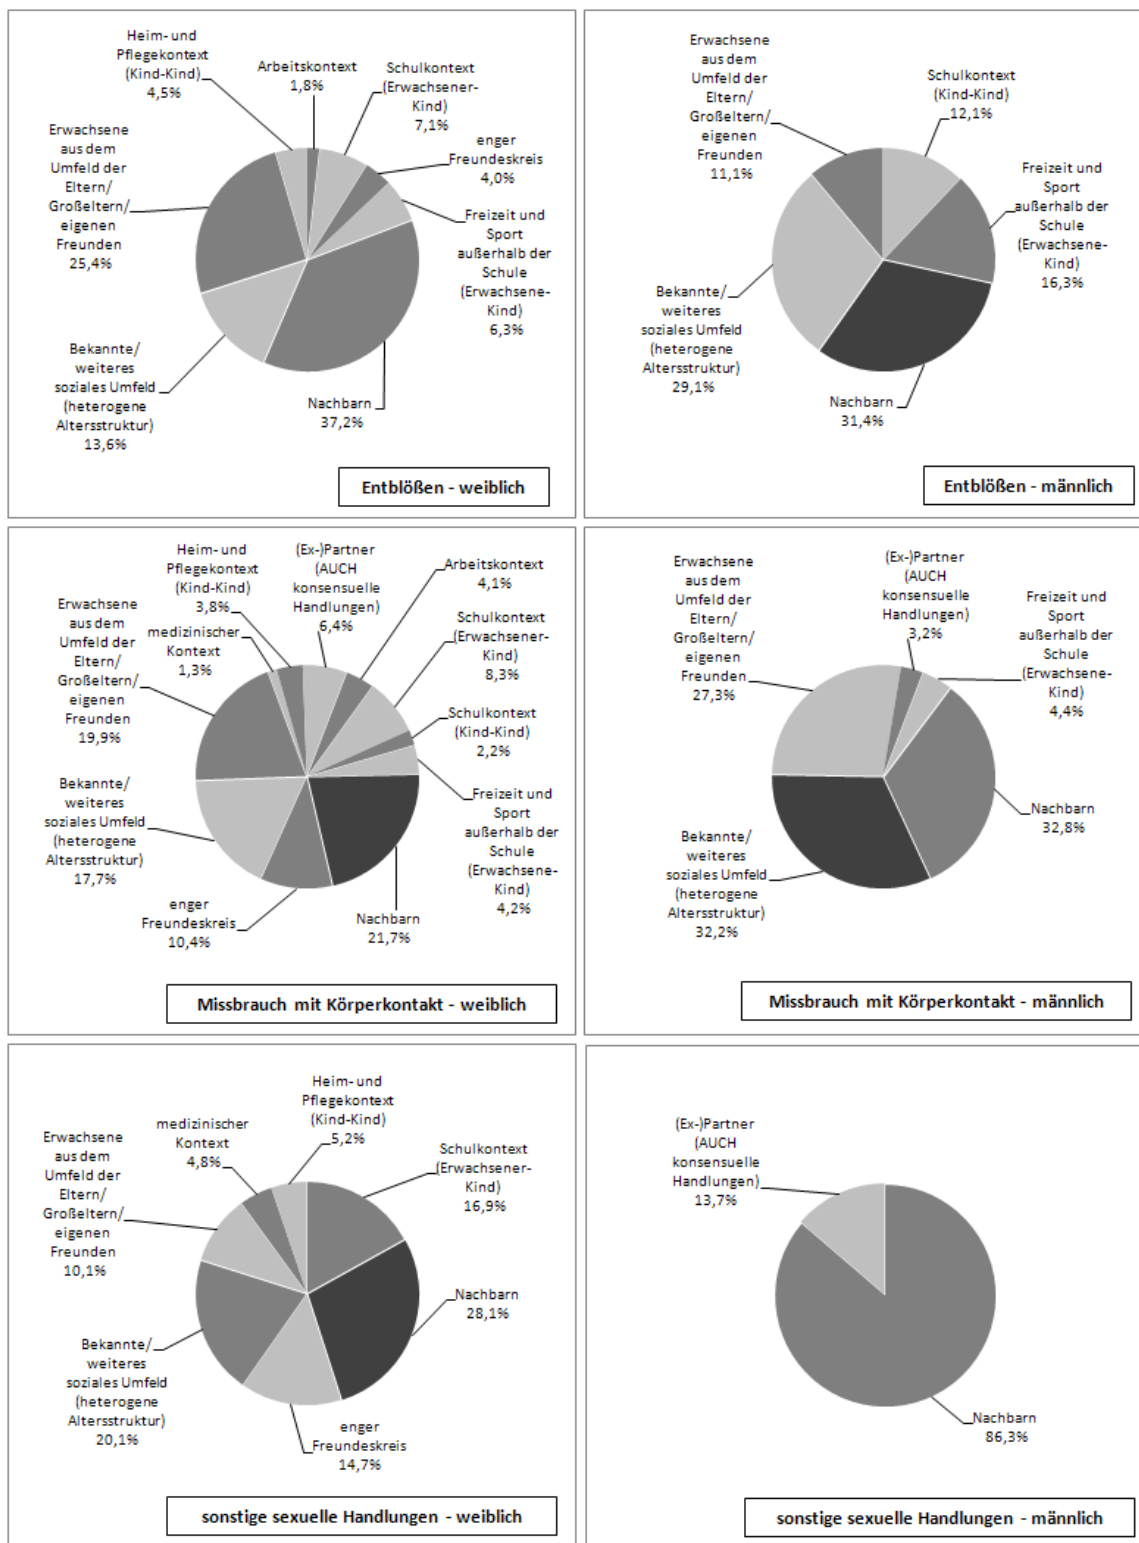 Heim- und
Pflegekontext
(Kind-Kind)
4,5%
Arbeitskontext
1,8%
Schulkontext
(Erwachsener-
Kind)
7,1%
enger
Freundeskreis
4,0%
Freizeit und
Sport
außerhalb der
Schule
(Erwachsene-
Kind)
6,3%
Nachbarn
37,2%
Bekannte/
weiteres
soziales Umfeld
(heterogene
Altersstruktur)
13,6%
Erwachsene
aus dem
Umfeld der
Eltern/
Großeltern/
eigenen
Freunden
25,4%
Entblößen - weiblich
Erwachsene
aus dem
Umfeld der
Eltern/
Großeltern/
eigenen
Freunden
11,1%
Schulkontext
(Kind-Kind)
12,1%
Freizeit und
Sport
außerhalb der
Schule
(Erwachsene-
Kind)
16,3%
Nachbarn
31,4%
Bekannte/
weiteres
soziales Umfeld
(heterogene
Altersstruktur)
29,1%
Entblößen - männlich
Heim- und
Pflegekontext
(Kind-Kind)
3,8%
(Ex-)Partner
(AUCH
konsensuelle
Handlungen)
6,4%
Arbeitskontext
4,1%
Schulkontext
(Erwachsener-
Kind)
8,3%
Schulkontext
(Kind-Kind)
2,2%
Freizeit und
Sport
außerhalb der
Schule
(Erwachsene-
Kind)
4,2%
Nachbarn
21,7%
enger
Freundeskreis
10,4%
Bekannte/
weiteres
soziales Umfeld
(heterogene
Altersstruktur)
17,7%
Erwachsene
aus dem
Umfeld der
Eltern/
Großeltern/
eigenen
Freunden
19,9%
medizinischer
Kontext
1,3%
Missbrauch mit Körperkontakt - weiblich
Erwachsene
aus dem
Umfeld der
Eltern/
Großeltern/
eigenen
Freunden
27,3%
(Ex-)Partner
(AUCH
konsensuelle
Handlungen)
3,2%
Freizeit und
Sport
außerhalb der
Schule
(Erwachsene-
Kind)
4,4%
Nachbarn
32,8%
Bekannte/
weiteres
soziales Umfeld
(heterogene
Altersstruktur)
32,2%
Missbrauch mit Körperkontakt - männlich
Heim- und
Pflegekontext
(Kind-Kind)
5,2%
Schulkontext
(Erwachsener-
Kind)
16,9%
Nachbarn
28,1%
enger
Freundeskreis
14,7%
Bekannte/
weiteres
soziales Umfeld
(heterogene
Altersstruktur)
20,1%
Erwachsene
aus dem
Umfeld der
Eltern/
Großeltern/
eigenen
Freunden
10,1%
medizinischer
Kontext
4,8%
sonstige sexuelle Handlungen - weiblich
(Ex-)Partner
(AUCH
konsensuelle
Handlungen)
13,7%
Nachbarn
86,3%
sonstige sexuelle Handlungen - männlich